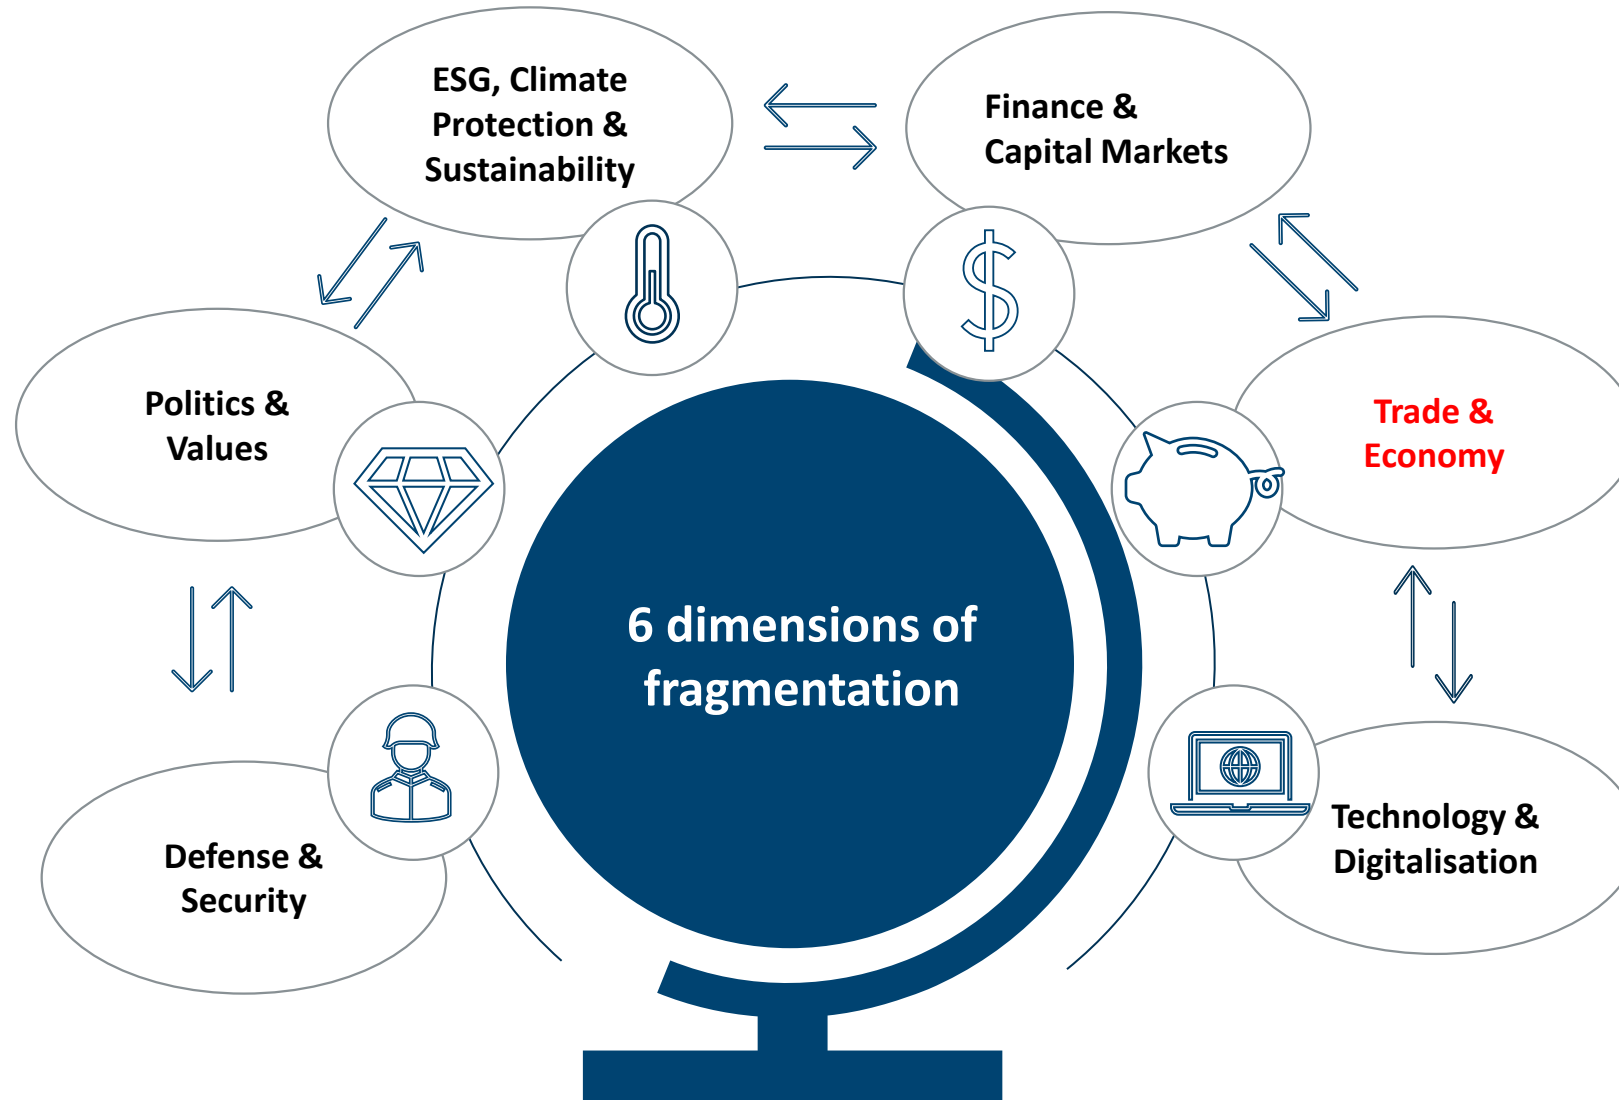 ESG, Climate
Protection &
Sustainability
Finance &
Capital Markets
Politics &
Values
Trade &
Economy
6 dimensions of
fragmentation
Defense &
Security
Technology &
Digitalisation